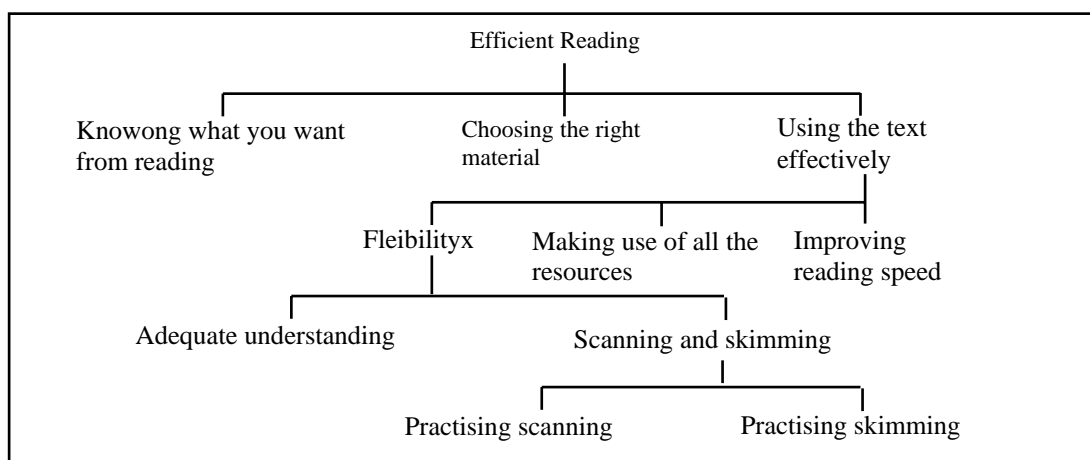 Efficient Reading
Knowong what you want
from reading
Choosing the right
material
Using the text
effectively
Fleibilityx
Making use of all the
resources
Improving
reading speed
Adequate understanding
Scanning and skimming
Practising scanning
Practising skimming